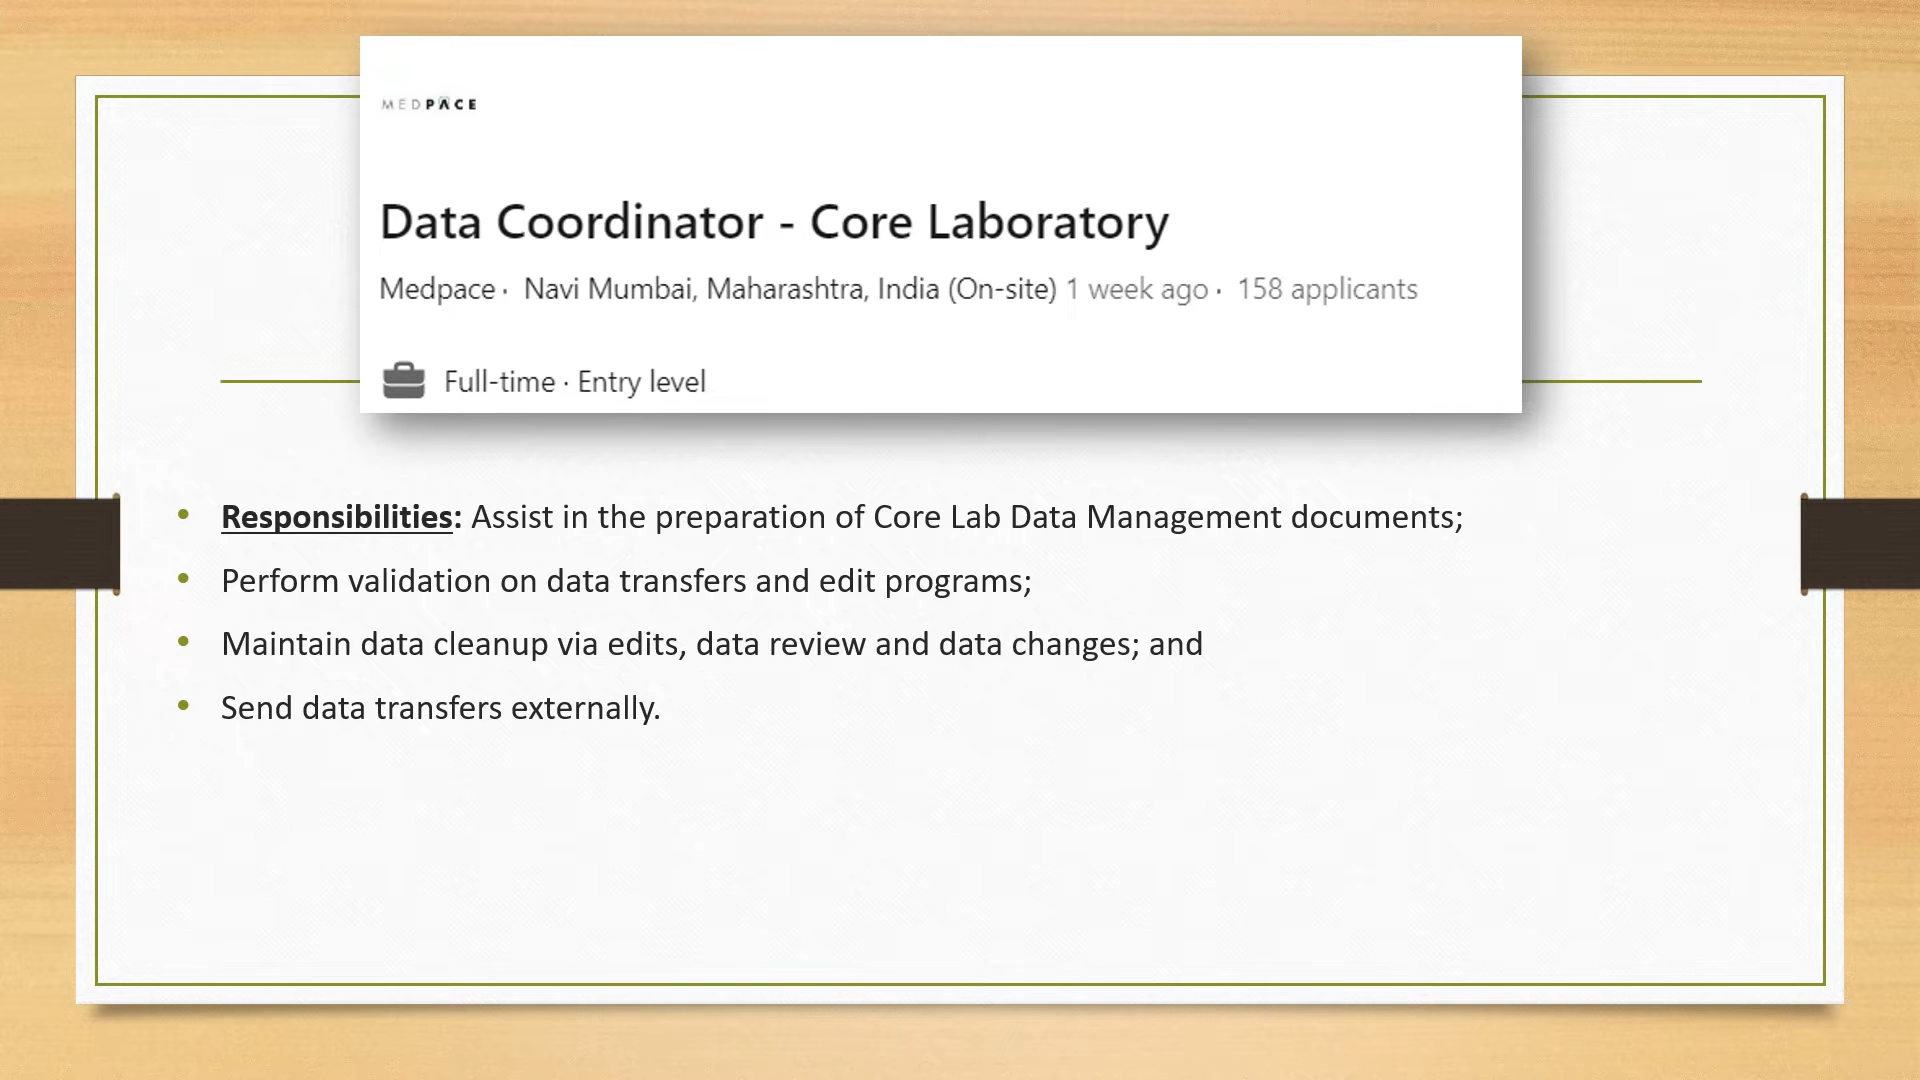 MEDPACE
Data Coordinator - Core Laboratory
Medpace · Navi Mumbai, Maharashtra, India (On-site) 1 week ago · 158 applicants
Full-time · Entry level
• Responsibilities: Assist in the preparation of Core Lab Data Management documents;
• Perform validation on data transfers and edit programs;
• Maintain data cleanup via edits, data review and data changes; and
• Send data transfers externally.